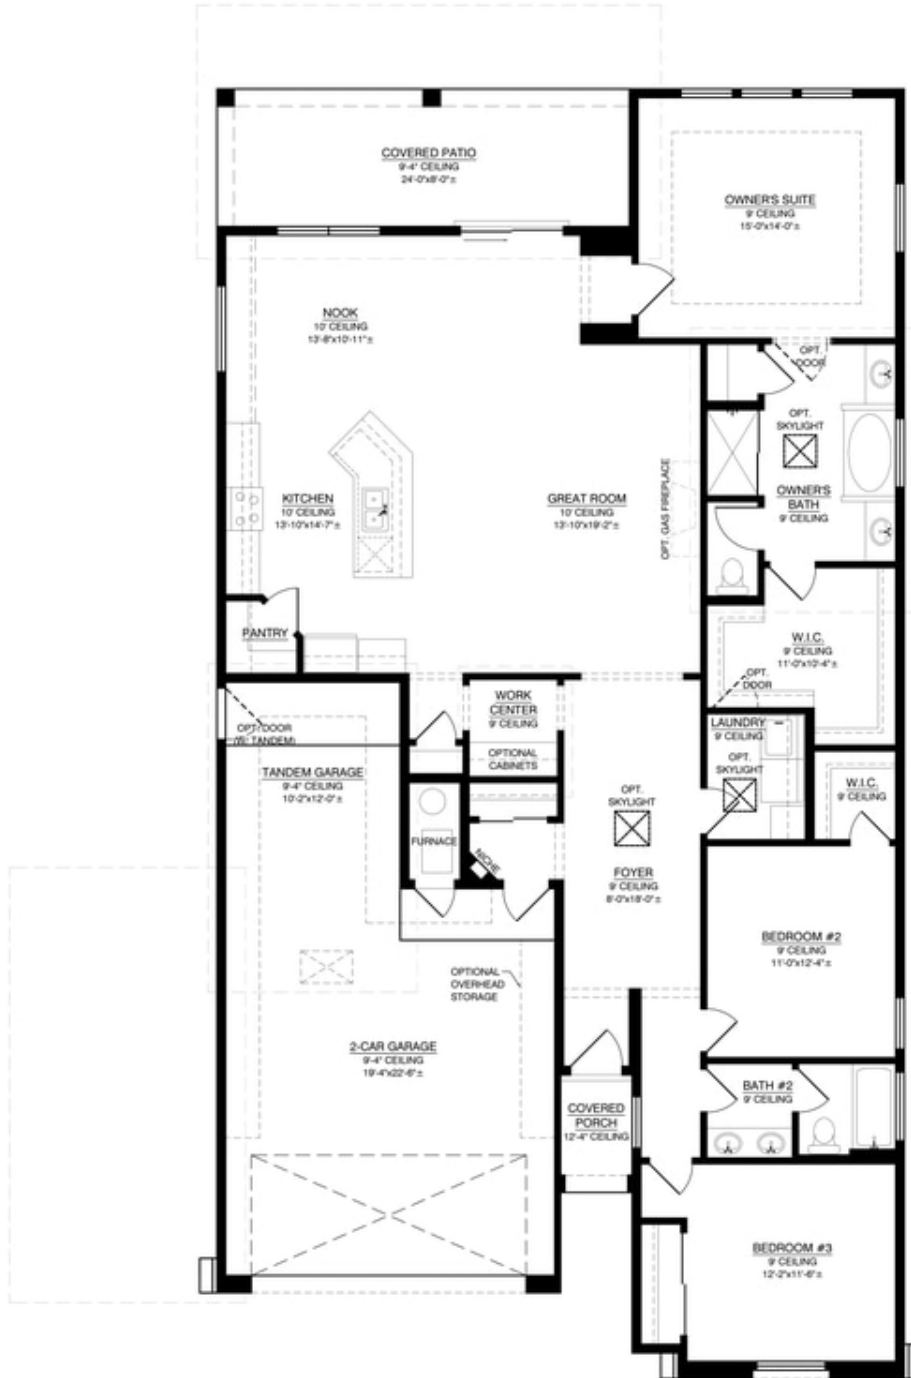 COVERED PATIO
9'-4" CEILING
24'-0"x8'-0"±
OWNER'S SUITE
9' CEILING
15'-0"x14'-0"±
NOOK
10' CEILING
13'-8"x10'-11"±
OPT.
DOOR
OPT.
SKYLIGHT
OWNER'S
BATH
9' CEILING
KITCHEN
10' CEILING
13'-10"x14'-7"±
GREAT ROOM
10' CEILING
13'-10"x19'-2"±
OPT. GAS FIREPLACE
PANTRY
W.I.C.
9' CEILING
11'-0"x10'-4"±
OPT.
DOOR
WORK
CENTER
9' CEILING
OPTIONAL
CABINETS
LAUNDRY
9' CEILING
OPT.
SKYLIGHT
OPT. DOOR
(W/ TANDEM)
TANDEM GARAGE
9'-4" CEILING
10'-2"x12'-0"±
W.I.C.
9' CEILING
OPT.
SKYLIGHT
FURNACE
NICHE
FOYER
9' CEILING
8'-0"x18'-0"±
BEDROOM #2
9' CEILING
11'-0"x12'-4"±
OPTIONAL
OVERHEAD
STORAGE
2-CAR GARAGE
9'-4" CEILING
19'-4"x22'-6"±
BATH #2
9' CEILING
COVERED
PORCH
12'-4" CEILING
BEDROOM #3
9' CEILING
12'-2"x11'-6"±